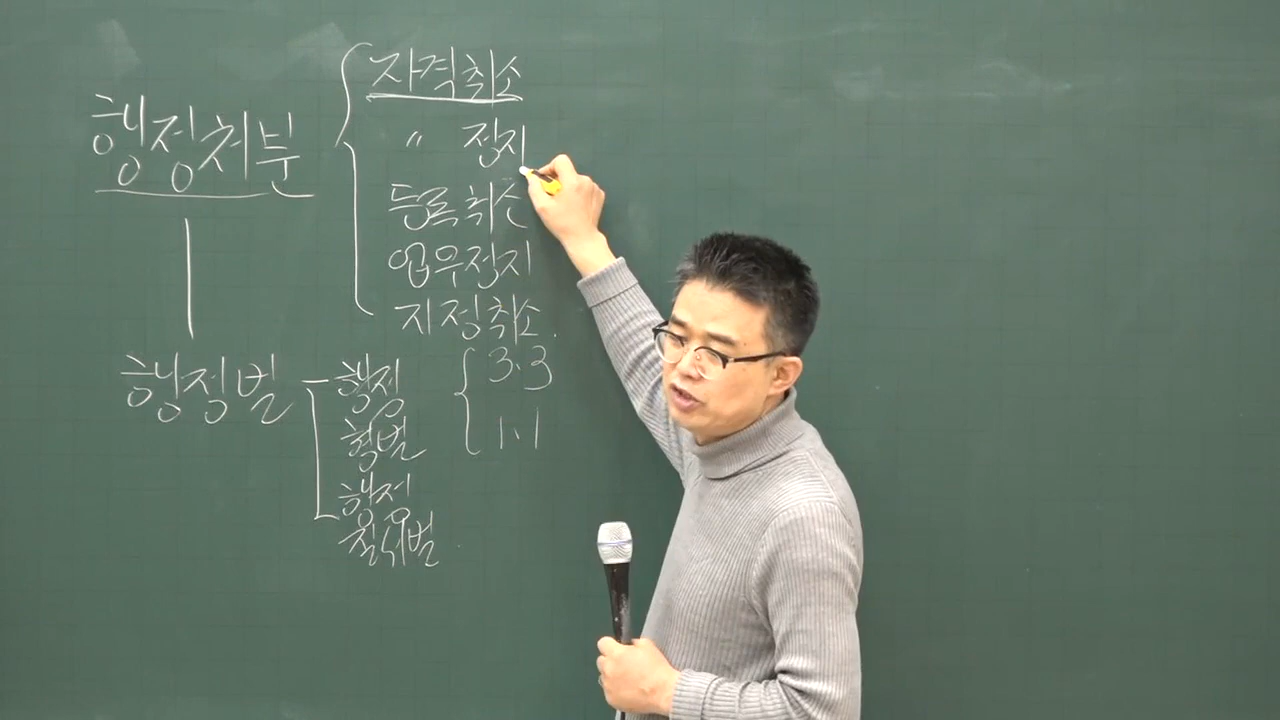 행정처분
자격취소
〃 정지
등록취소
업무정지
지정취소.
행정벌
행정
형벌
3.3
1.1
행정
질서벌